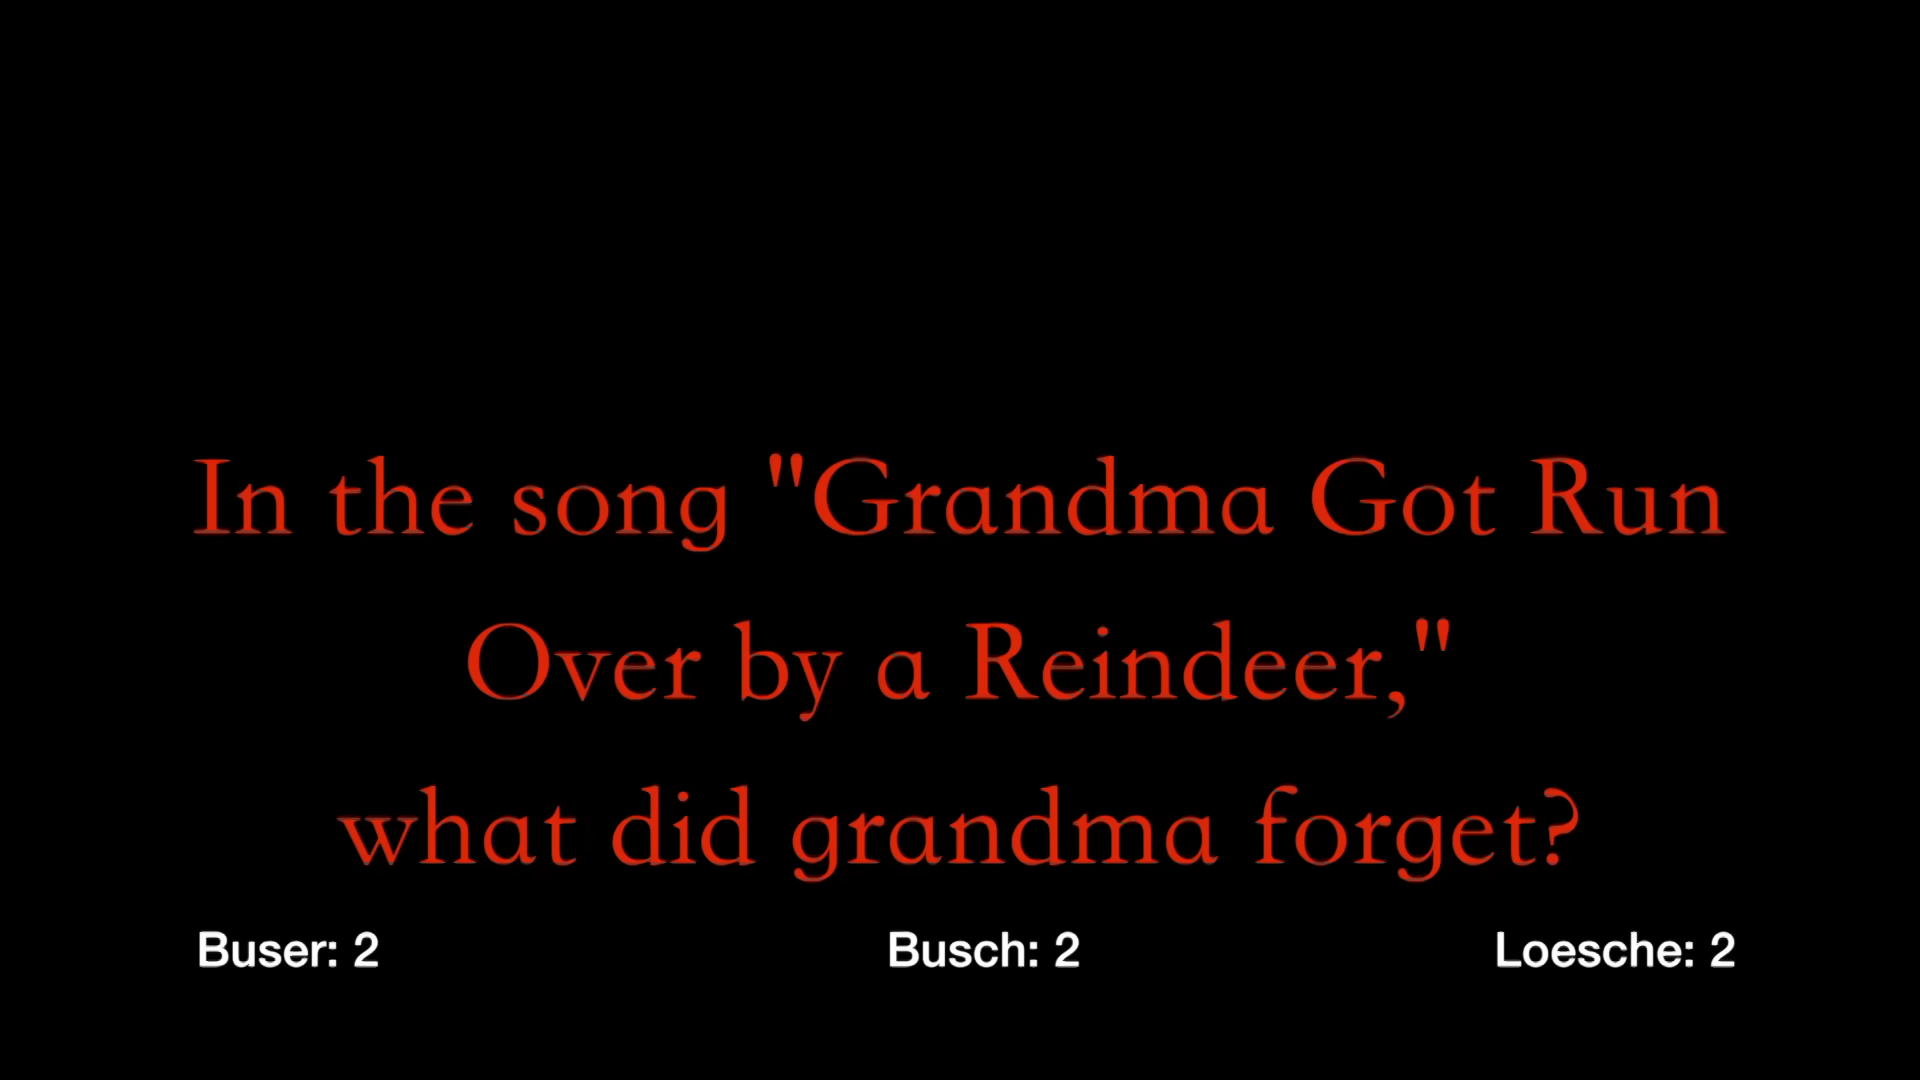 In the song "Grandma Got Run
Over by a Reindeer,"
what did grandma forget?
Buser: 2 Busch: 2 Loesche: 2